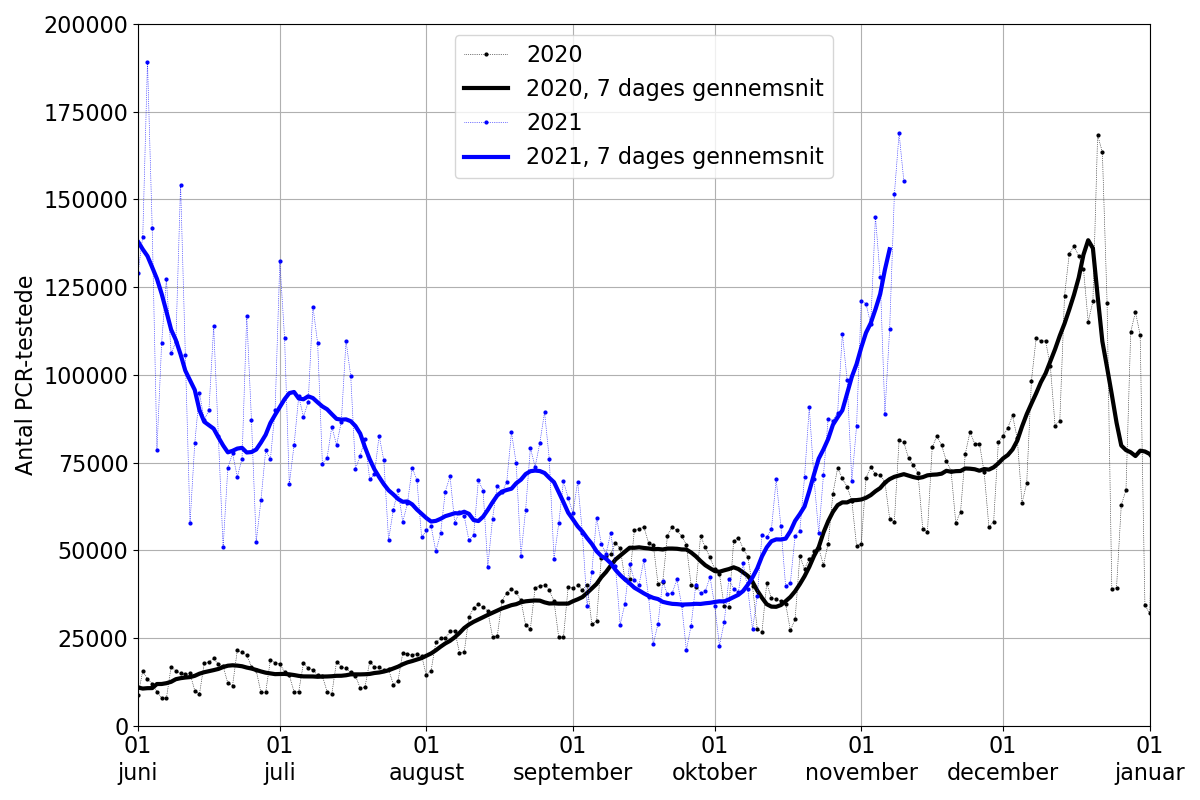 200000
175000
150000
125000
100000
75000
50000
25000
0
Antal PCR-testede
2020
2020, 7 dages gennemsnit
2021
2021, 7 dages gennemsnit
01 01 01 01 01 01 01 01
juni juli august september oktober november december januar